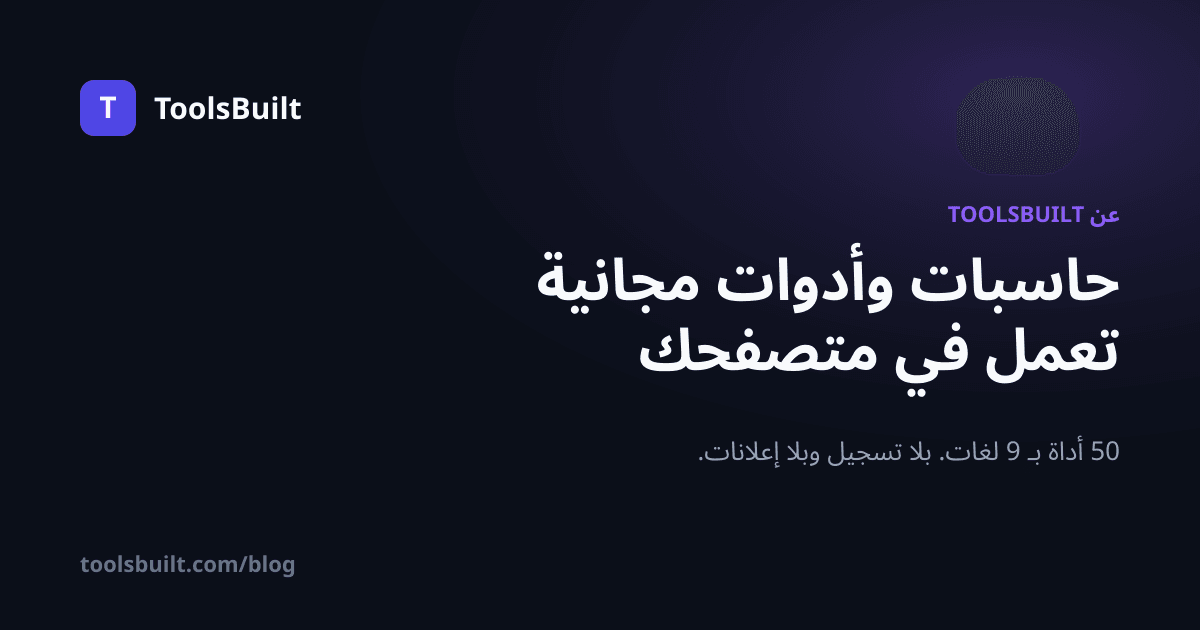 T ToolsBuilt
عن TOOLSBUILT
حاسبات وأدوات مجانية
تعمل في متصفحك
50 أداة بـ 9 لغات. بلا تسجيل وبلا إعلانات.
toolsbuilt.com/blog